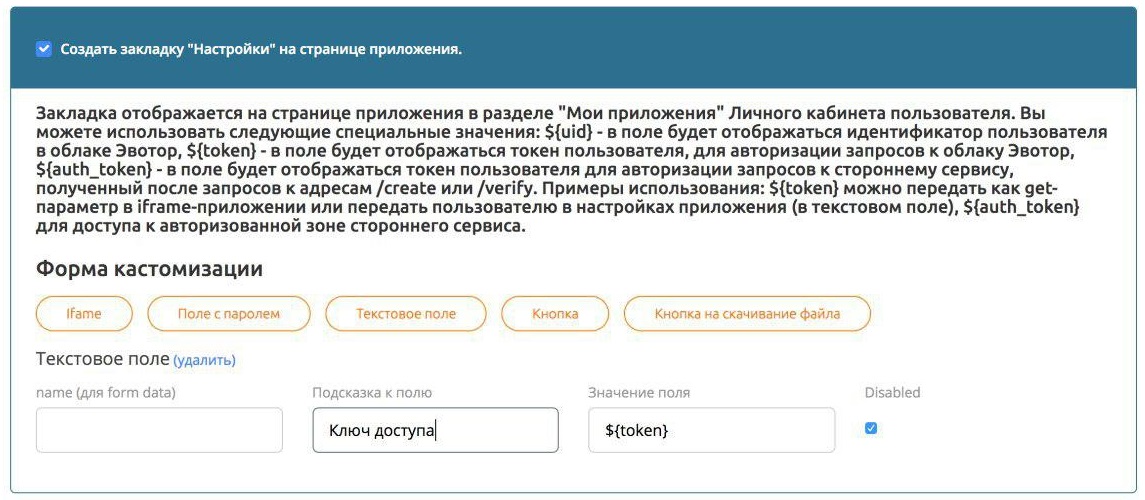 Создать закладку "Настройки" на странице приложения.
Закладка отображается на странице приложения в разделе "Мои приложения" Личного кабинета пользователя. Вы
можете использовать следующие специальные значения: ${uid} - в поле будет отображаться идентификатор пользователя
в облаке Эвотор, ${token} - в поле будет отображаться токен пользователя, для авторизации запросов к облаку Эвотор,
${auth_token} - в поле будет отображаться токен пользователя для авторизации запросов к стороннему сервису,
полученный после запросов к адресам /create или /verify. Примеры использования: ${token} можно передать как get-
параметр в iframe-приложении или передать пользователю в настройках приложения (в текстовом поле), ${auth_token}
для доступа к авторизованной зоне стороннего сервиса.
Форма кастомизации
Ifame Поле с паролем Текстовое поле Кнопка Кнопка на скачивание файла
Текстовое поле (удалить)
name (для form data) Подсказка к полю Значение поля Disabled
Ключ доступа ${token}